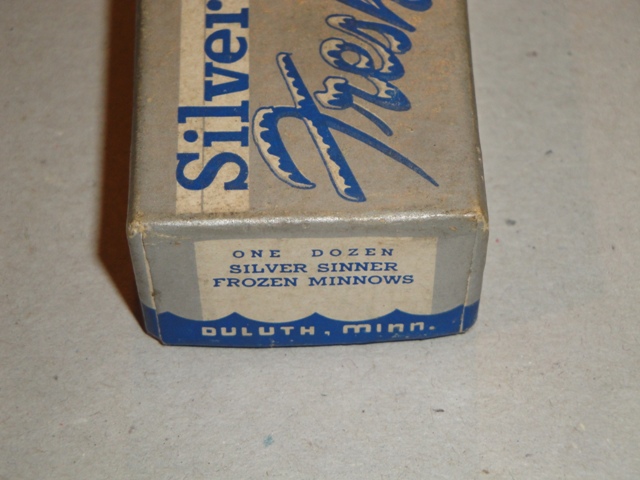 Silver
ONE DOZEN
SILVER SINNER
FROZEN MINNOWS
DULUTH, MINN.